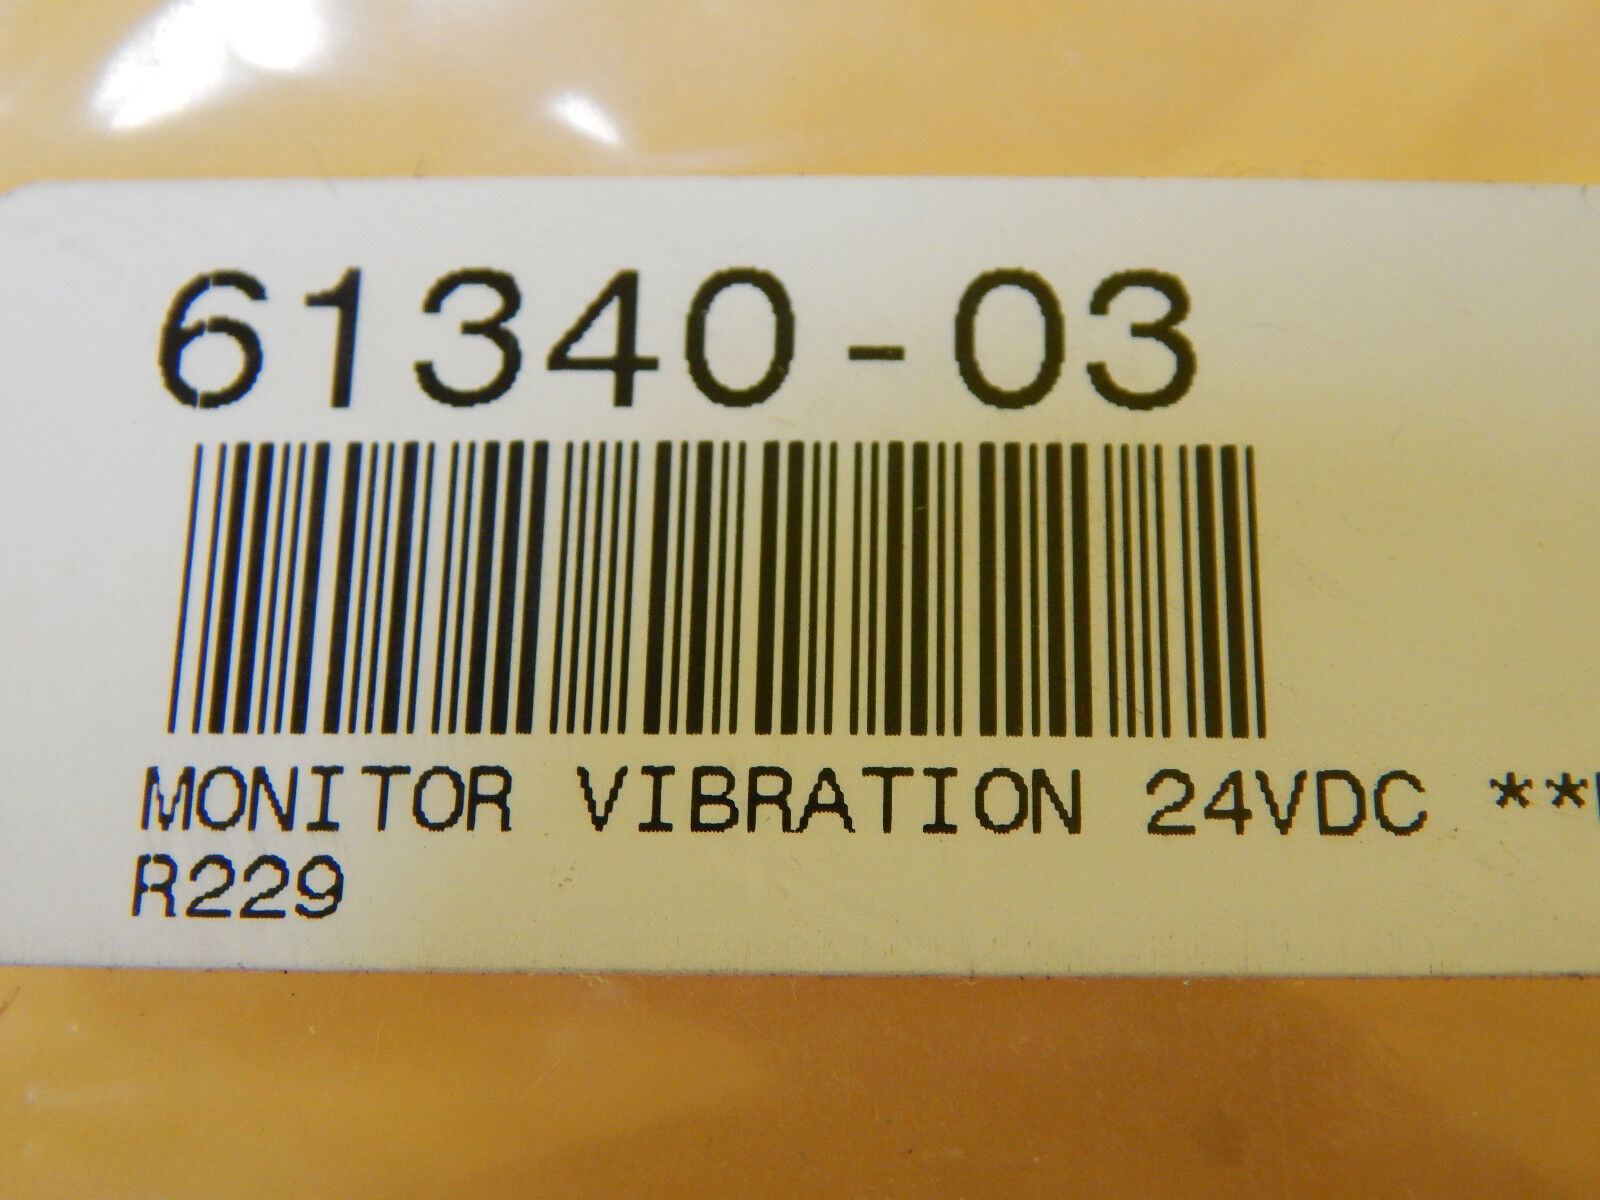 61340-03
MONITOR VIBRATION 24VDC **
R229